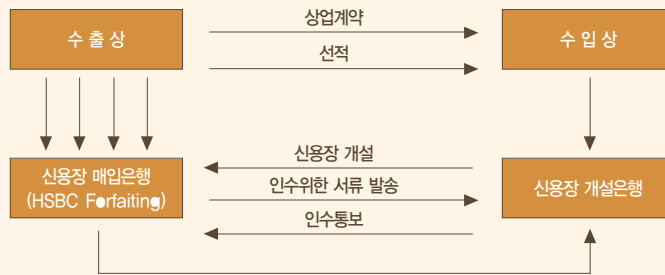 수 출 상
상업계약
선적
수 입 상
신용장 매입은행
(HSBC Forfaiting)
신용장 개설
인수위한 서류 발송
인수통보
신용장 개설은행